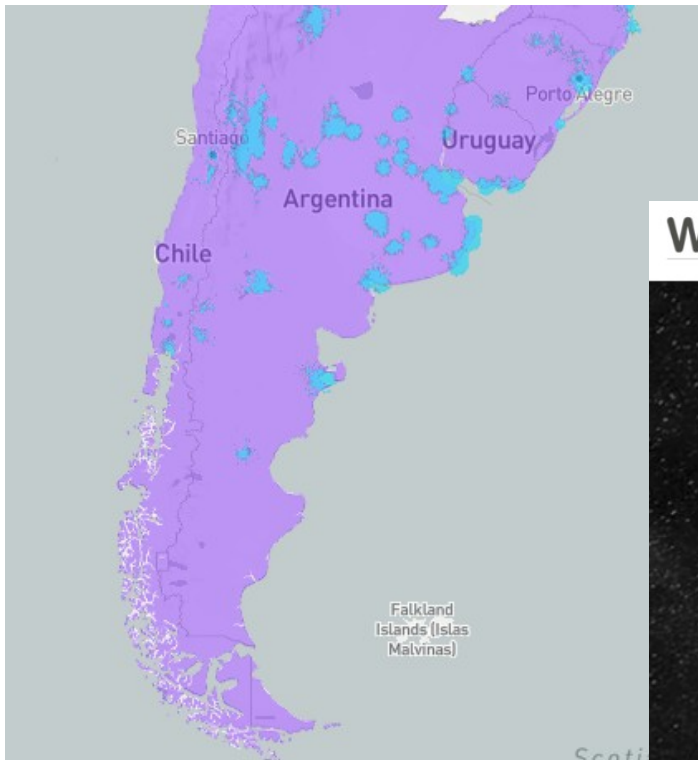 Porto Alegre
Santiago
Uruguay
Argentina
Chile
W
Falkland
Islands (Islas
Malvinas)